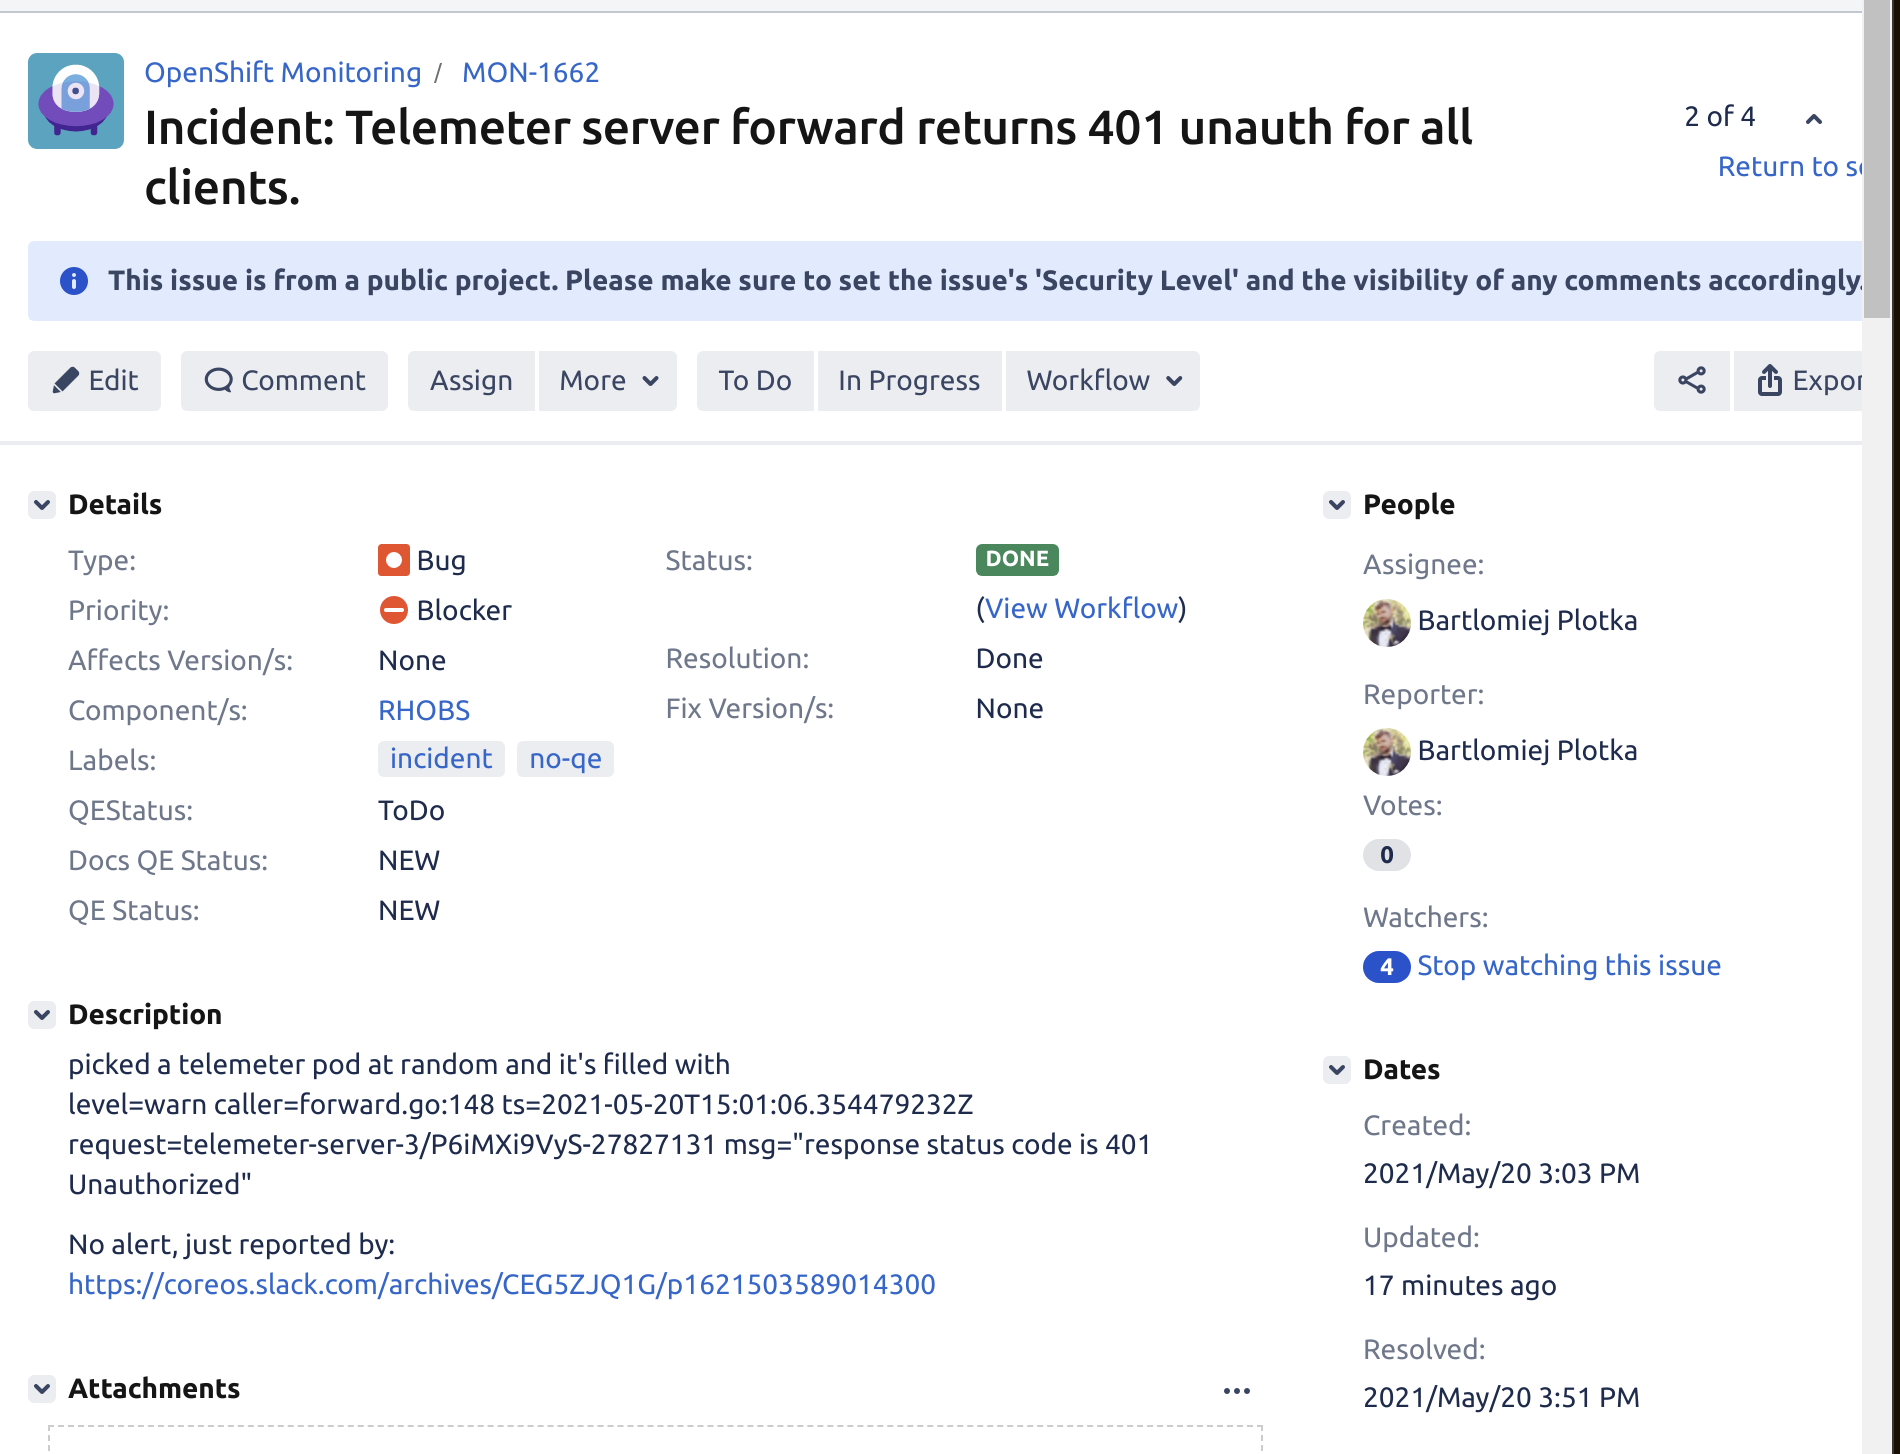 OpenShift Monitoring / MON-1662
Incident: Telemeter server forward returns 401 unauth for all
clients.
2 of 4
Return to
This issue is from a public project. Please make sure to set the issue's 'Security Level' and the visibility of any comments accordingly.
Edit Comment Assign More To Do In Progress Workflow
Details
Type: Bug Status: DONE
Priority: Blocker (View Workflow)
Affects Version/s: None Resolution: Done
Component/s: RHOBS Fix Version/s: None
Labels: incident no-qe
QEStatus: ToDo
Docs QE Status: NEW
QE Status: NEW
Description
picked a telemeter pod at random and it's filled with
level=warn caller=forward.go:148 ts=2021-05-20T15:01:06.354479232Z
request=telemeter-server-3/P6iMXi9VyS-27827131 msg="response status code is 401
Unauthorized"
No alert, just reported by:
https://coreos.slack.com/archives/CEG5ZJQ1G/p1621503589014300
Attachments
People
Assignee:
Bartlomiej Plotka
Reporter:
Bartlomiej Plotka
Votes:
0
Watchers:
4 Stop watching this issue
Dates
Created:
2021/May/20 3:03 PM
Updated:
17 minutes ago
Resolved:
2021/May/20 3:51 PM